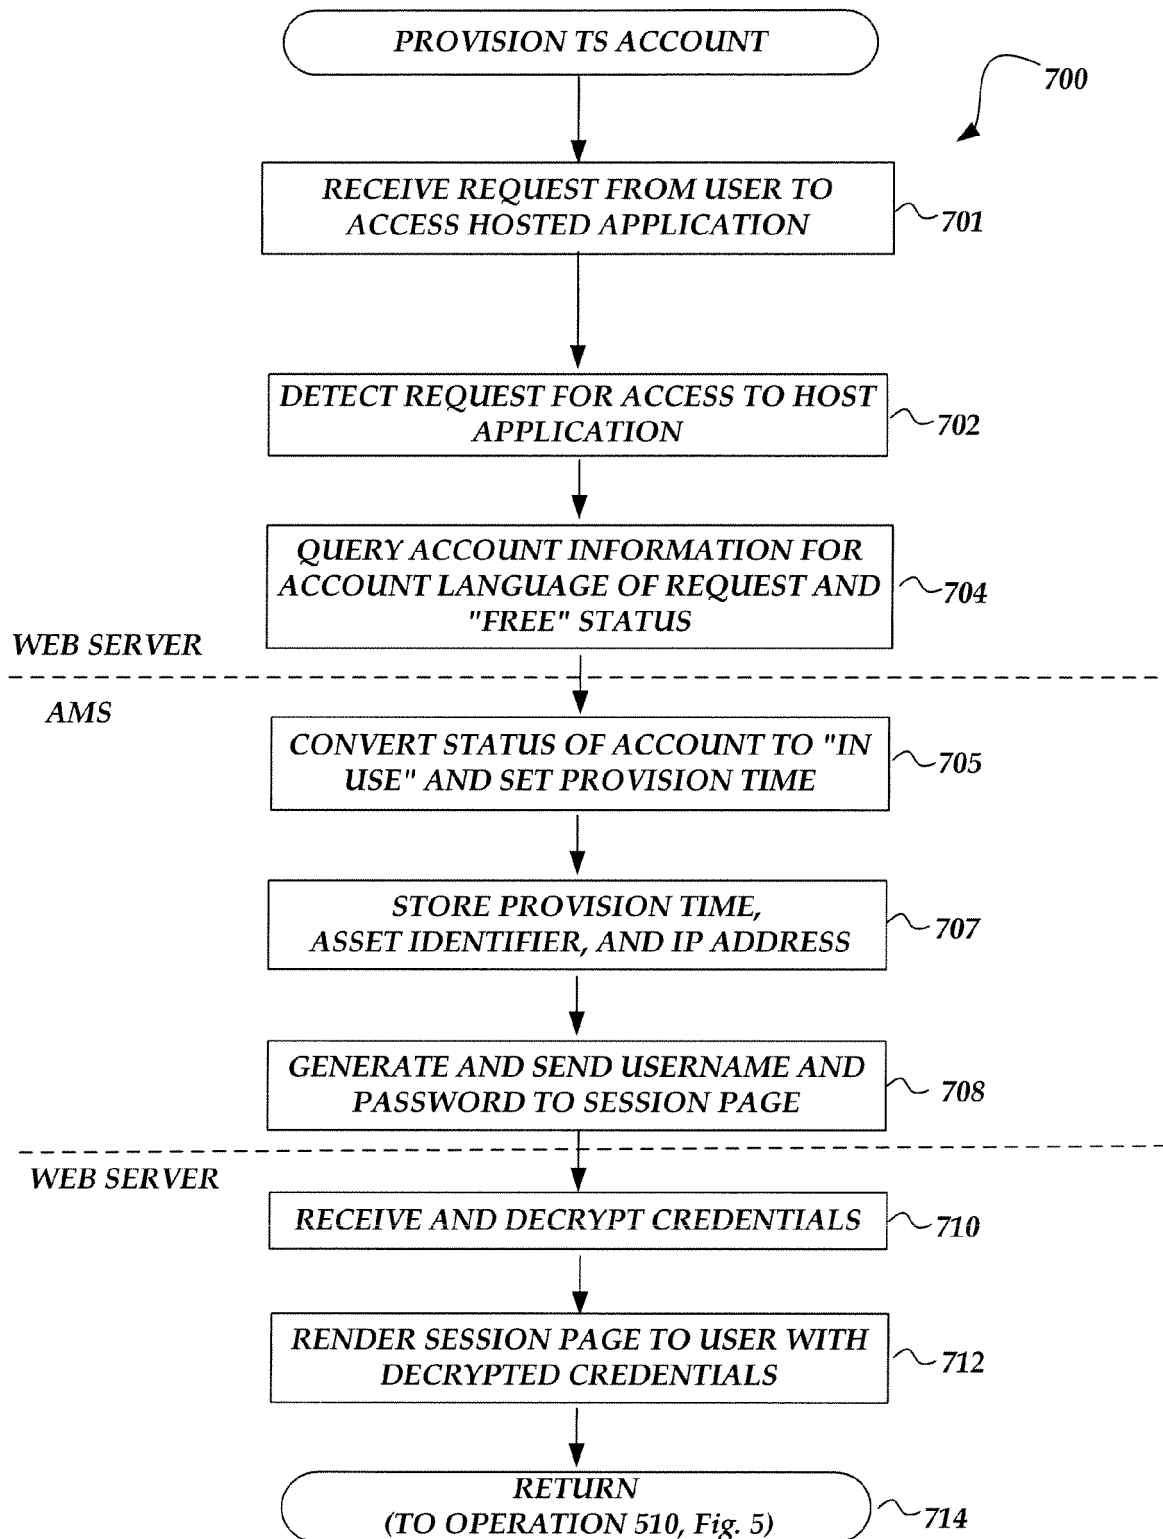 PROVISION TS ACCOUNT
700
RECEIVE REQUEST FROM USER TO
ACCESS HOSTED APPLICATION
701
DETECT REQUEST FOR ACCESS TO HOST
APPLICATION
702
QUERY ACCOUNT INFORMATION FOR
ACCOUNT LANGUAGE OF REQUEST AND
"FREE" STATUS
704
WEB SERVER
AMS
CONVERT STATUS OF ACCOUNT TO "IN
USE" AND SET PROVISION TIME
705
STORE PROVISION TIME,
ASSET IDENTIFIER, AND IP ADDRESS
707
GENERATE AND SEND USERNAME AND
PASSWORD TO SESSION PAGE
708
WEB SERVER
RECEIVE AND DECRYPT CREDENTIALS
710
RENDER SESSION PAGE TO USER WITH
DECRYPTED CREDENTIALS
712
RETURN
(TO OPERATION 510, Fig. 5)
714